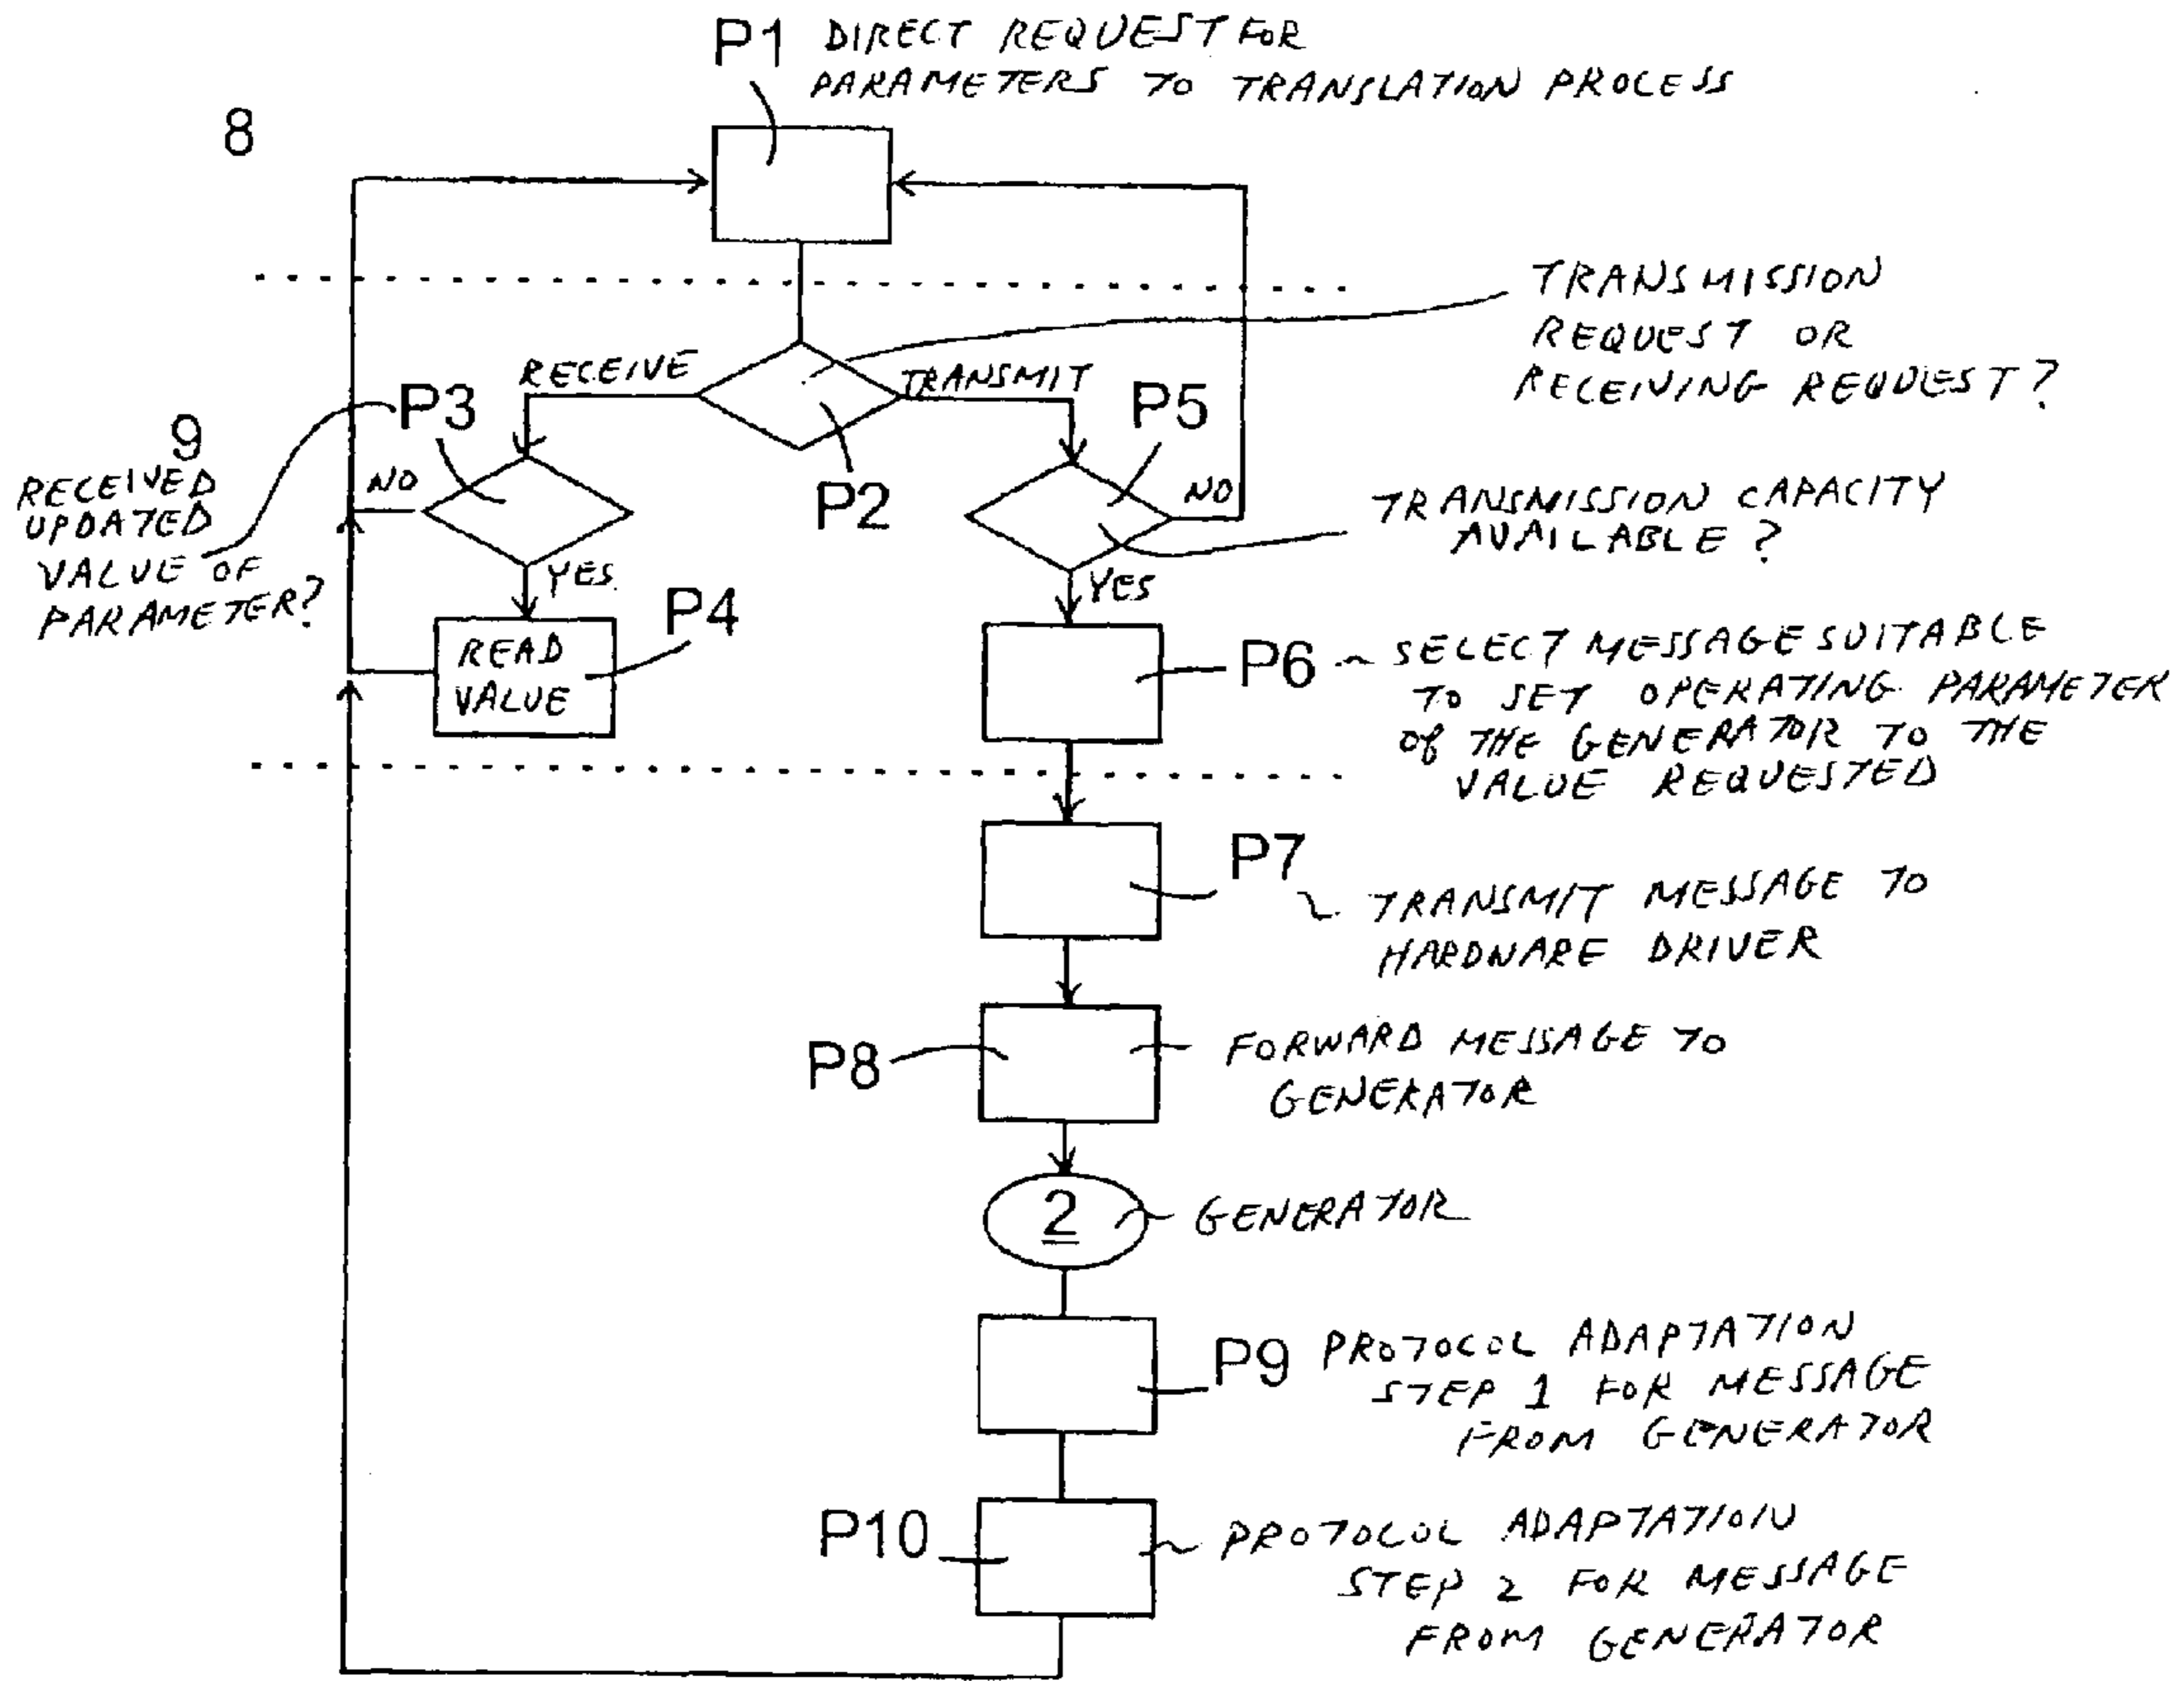 P1 DIRECT REQUEST FOR
PARAMETERS TO TRANSLATION PROCESS
8
TRANSMISSION
REQUEST OR
RECEIVING REQUEST?
RECEIVE
TRANSMIT
P3
P5
9
RECEIVED
UPDATED
VALUE OF
PARAMETER?
NO
P2
NO
TRANSMISSION CAPACITY
AVAILABLE?
YES
YES
P4
READ
VALUE
P6
SELECT MESSAGE SUITABLE
TO SET OPERATING PARAMETER
OF THE GENERATOR TO THE
VALUE REQUESTED
P7
TRANSMIT MESSAGE TO
HARDWARE DRIVER
P8
FORWARD MESSAGE TO
GENERATOR
2
GENERATOR
P9
PROTOCOL ADAPTATION
STEP 1 FOR MESSAGE
FROM GENERATOR
P10
PROTOCOL ADAPTATION
STEP 2 FOR MESSAGE
FROM GENERATOR